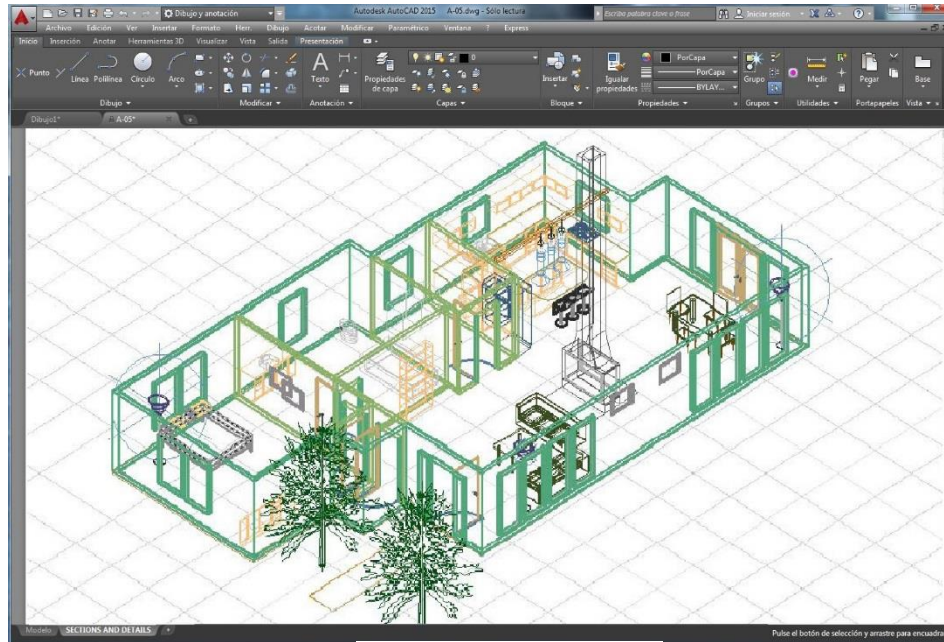 Dibujo y anotación
Autodesk AutoCAD 2015 A-05.dwg - Sólo lectura
Escriba palabra clave o frase
Iniciar sesión
Archivo Edición Ver Insertar Formato Herr. Dibujo Acotar Modificar Paramétrico Ventana ? Express
Inicio Inserción Anotar Herramientas 3D Visualizar Vista Salida Presentación
Punto Línea Polilínea Círculo Arco
Texto
Propiedades de capa
0
Insertar
Igualar propiedades
PorCapa
PorCapa
BYLAY...
Grupo
Medir
Pegar
Base
Dibujo Modificar Anotación Capas Bloque Propiedades Grupos Utilidades Portapapeles Vista
Dibujo1* A-05*
Modelo SECTIONS AND DETAILS
Pulse el botón de selección y arrastre para encuadra